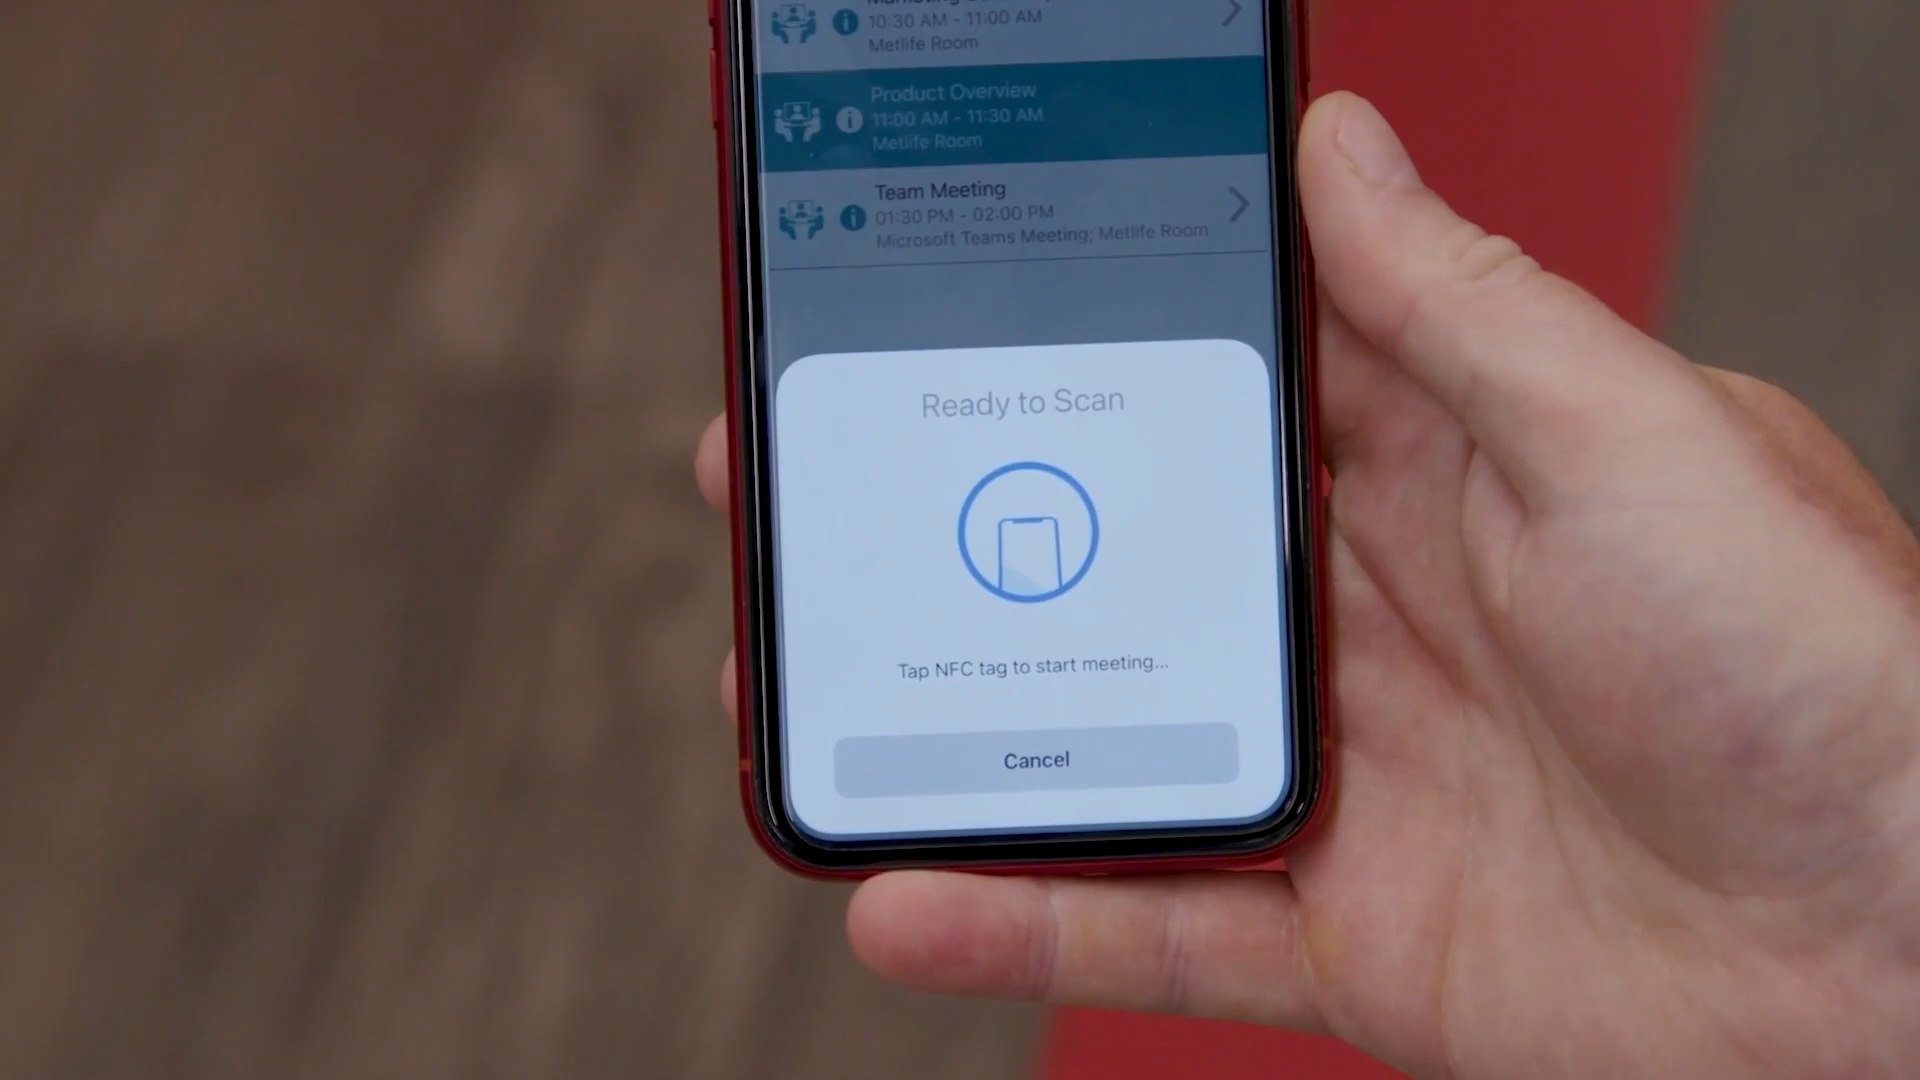 10:30 AM - 11:00 AM
Metlife Room
Product Overview
11:00 AM - 11:30 AM
Metlife Room
Team Meeting
01:30 PM - 02:00 PM
Microsoft Teams Meeting; Metlife Room
Ready to Scan
Tap NFC tag to start meeting...
Cancel